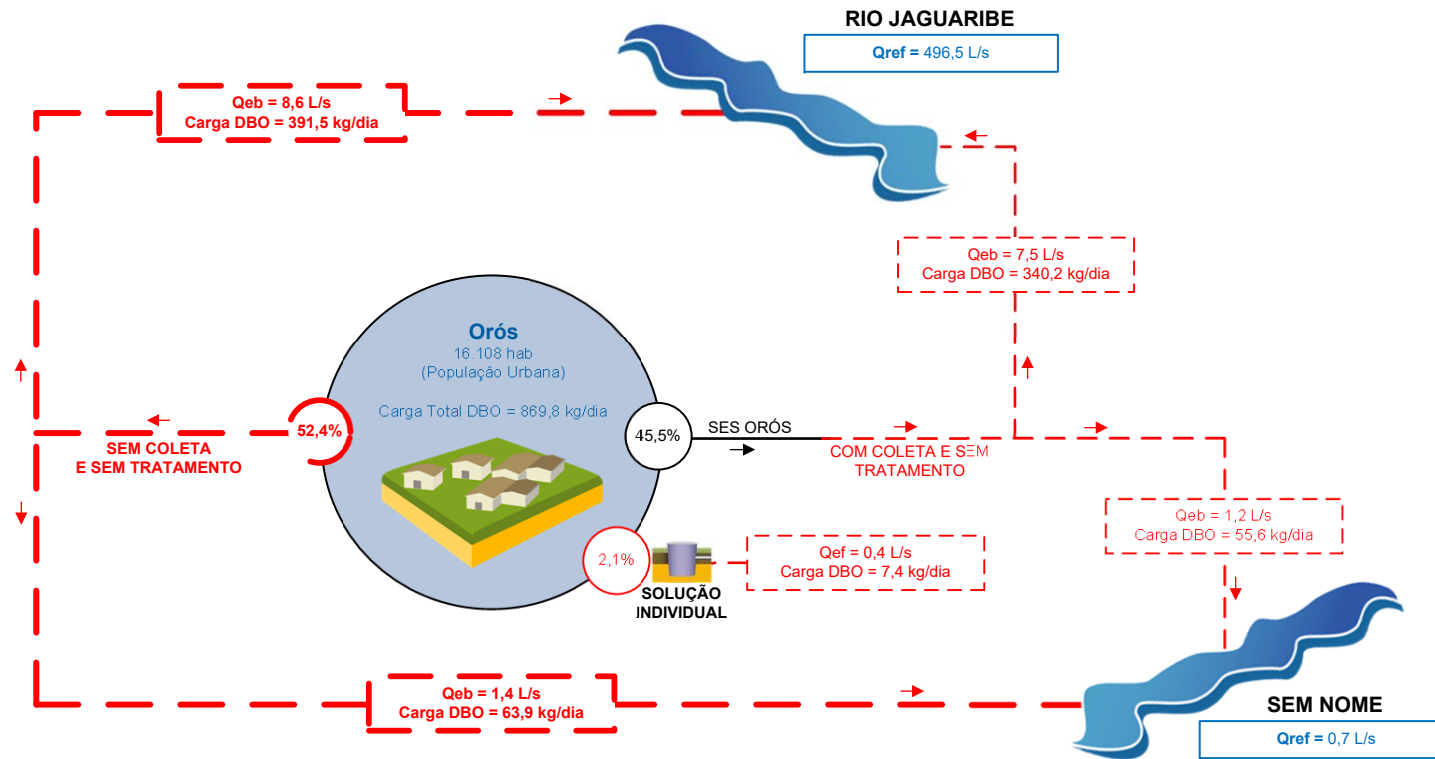 RIO JAGUARIBE
Qref = 496,5 L/s
Qeb = 8,6 L/s
Carga DBO = 391,5 kg/dia
Qeb = 7,5 L/s
Carga DBO = 340,2 kg/dia
Orós
16.108 hab
(População Urbana)
Carga Total DBO = 869,8 kg/dia
52,4%
SEM COLETA
E SEM TRATAMENTO
45,5%
SES ORÓS
COM COLETA E SEM
TRATAMENTO
Qeb = 1,2 L/s
Carga DBO = 55,6 kg/dia
2,1%
SOLUÇÃO
INDIVIDUAL
Qef = 0,4 L/s
Carga DBO = 7,4 kg/dia
Qeb = 1,4 L/s
Carga DBO = 63,9 kg/dia
SEM NOME
Qref = 0,7 L/s